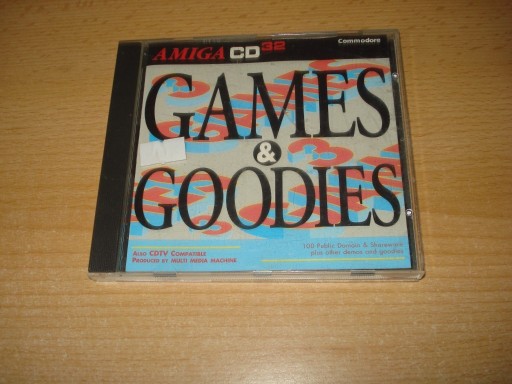 AMIGA CD32
Commodore
GAMES
&
GOODIES
ALSO CDTV COMPATIBLE
PRODUCED BY MULTI MEDIA MACHINE
100 Public Domain & Shareware
plus other demos and goodies